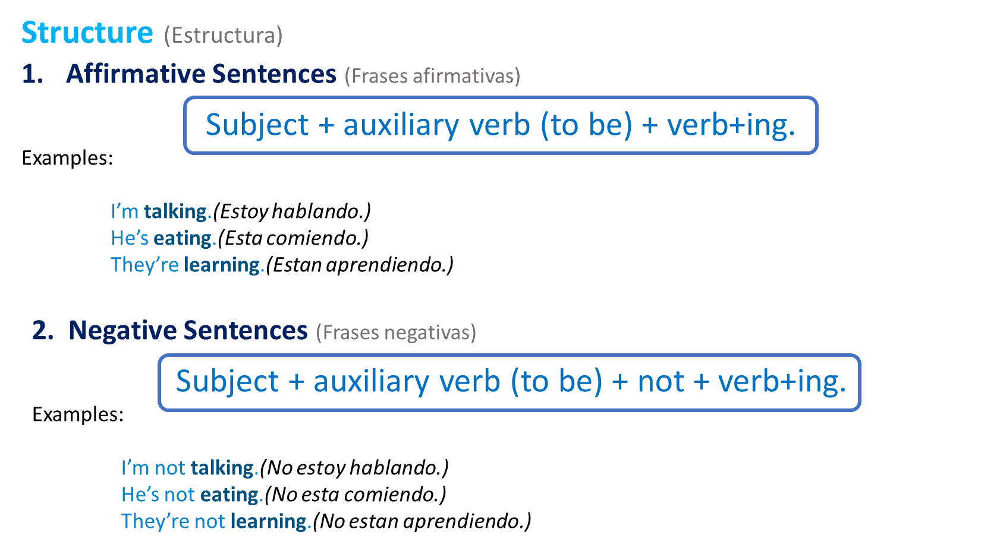 Structure (Estructura)
1. Affirmative Sentences (Frases afirmativas)
Subject + auxiliary verb (to be) + verb+ing.
Examples:
I’m talking.(Estoy hablando.)
He’s eating.(Esta comiendo.)
They’re learning.(Estan aprendiendo.)
2. Negative Sentences (Frases negativas)
Subject + auxiliary verb (to be) + not + verb+ing.
Examples:
I’m not talking.(No estoy hablando.)
He’s not eating.(No esta comiendo.)
They’re not learning.(No estan aprendiendo.)